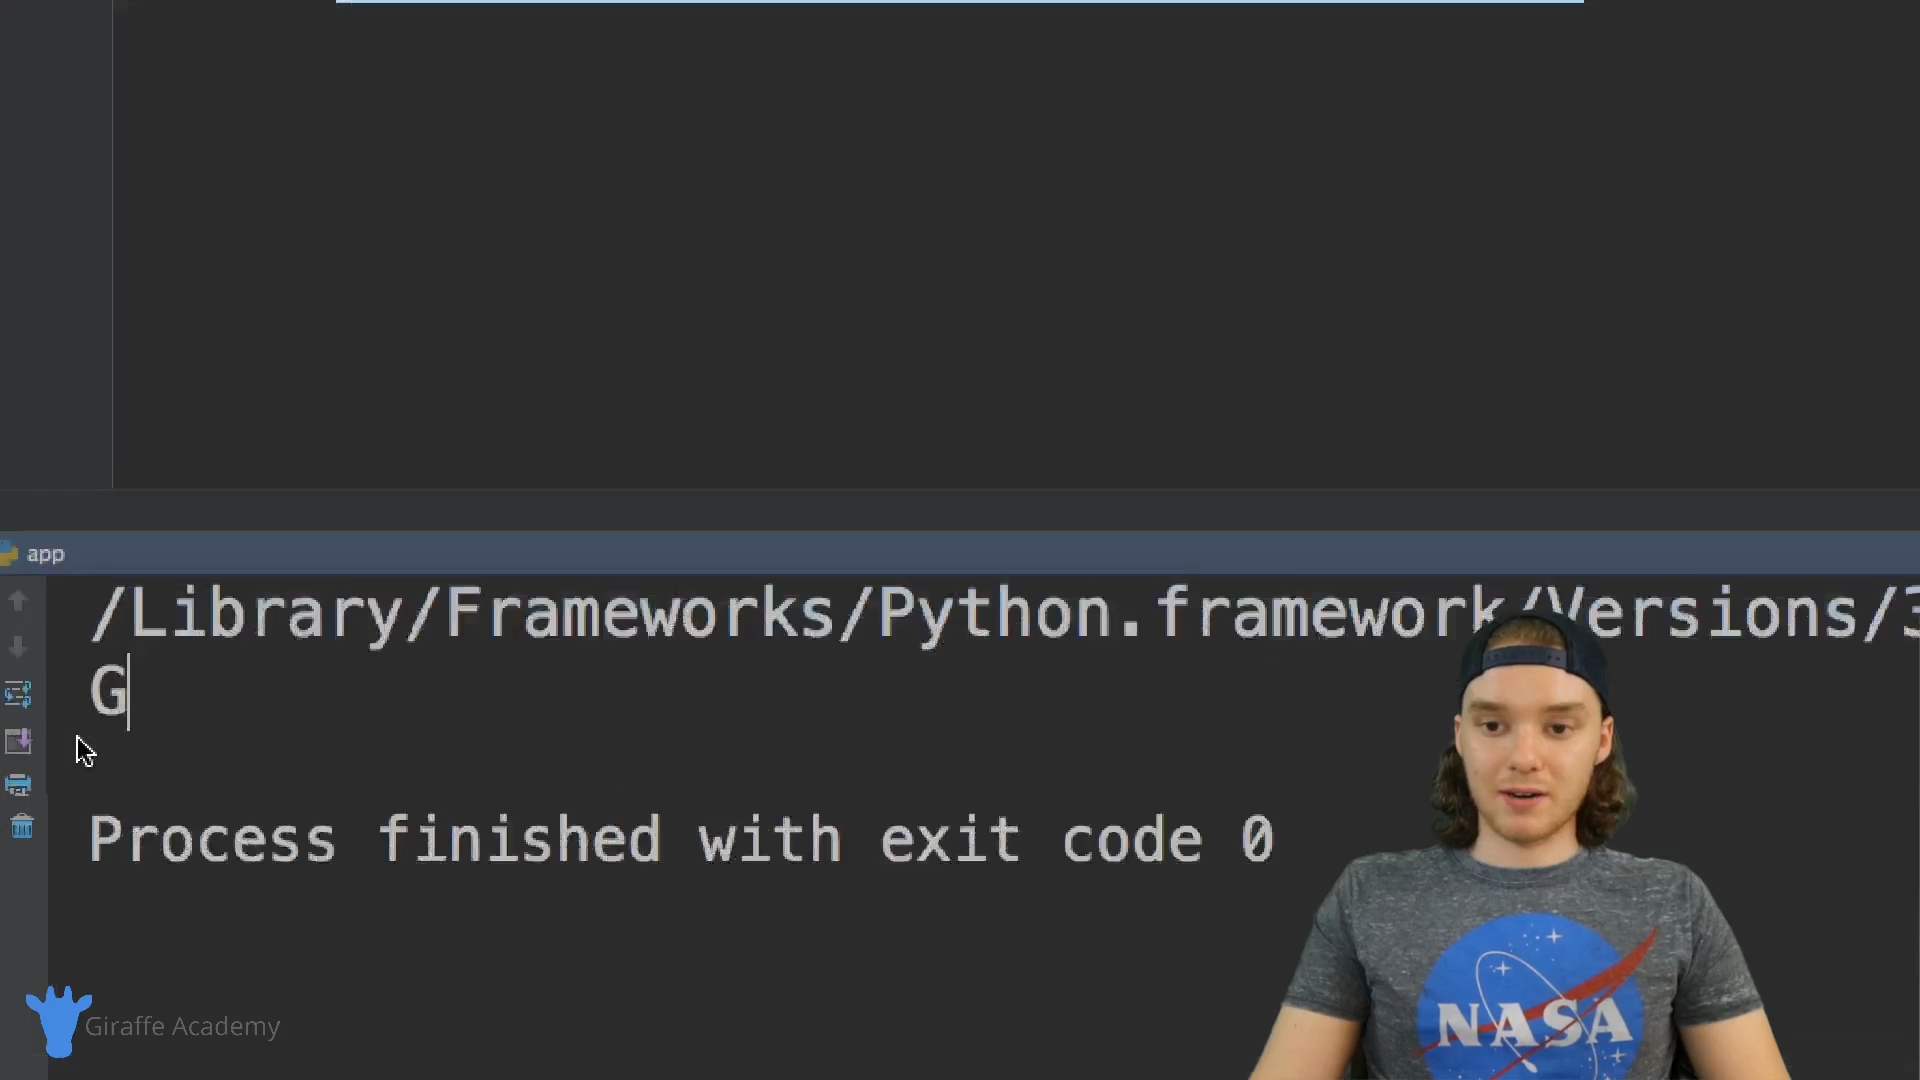 app
/Library/Frameworks/Python.framework/Versions/3
G
Process finished with exit code 0
Giraffe Academy
NASA